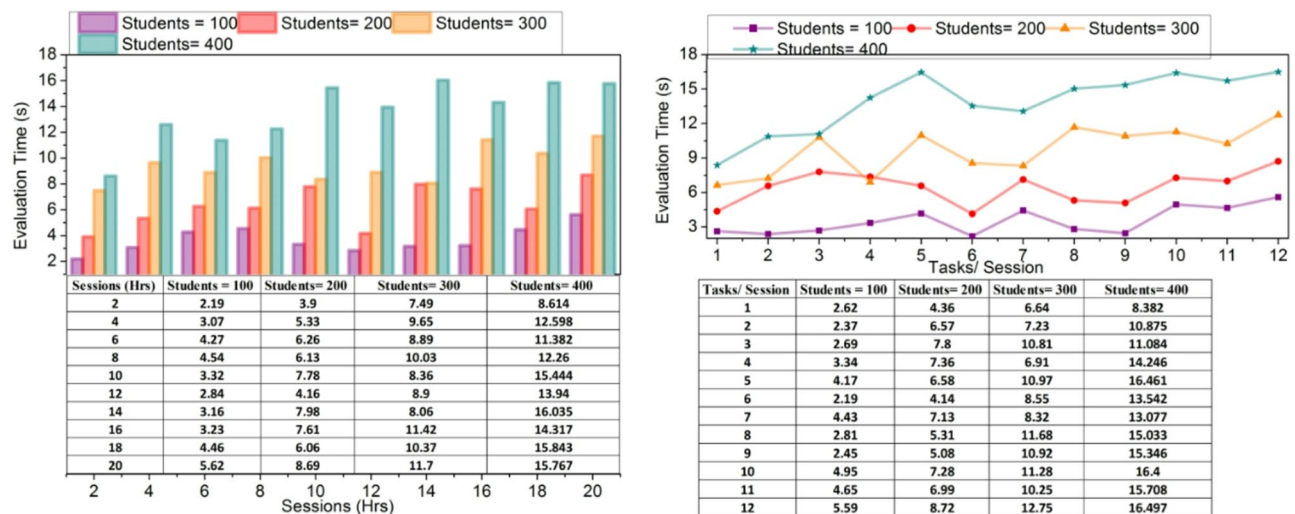 Students = 100 Students= 200 Students= 300
Students= 400
Evaluation Time (s)
18
16
14
12
10
8
6
4
2
Sessions (Hrs) Students = 100 Students= 200 Students= 300 Students= 400
2 2.19 3.9 7.49 8.614
4 3.07 5.33 9.65 12.598
6 4.27 6.26 8.89 11.382
8 4.54 6.13 10.03 12.26
10 3.32 7.78 8.36 15.444
12 2.84 4.16 8.9 13.94
14 3.16 7.98 8.06 16.035
16 3.23 7.61 11.42 14.317
18 4.46 6.06 10.37 15.843
20 5.62 8.69 11.7 15.767
2 4 6 8 10 12 14 16 18 20
Sessions (Hrs)
Students = 100 Students= 200 Students= 300
Students= 400
Evaluation Time (s)
18
15
12
9
6
3
1 2 3 4 5 6 7 8 9 10 11 12
Tasks/ Session
Tasks/ Session Students = 100 Students= 200 Students= 300 Students= 400
1 2.62 4.36 6.64 8.382
2 2.37 6.57 7.23 10.875
3 2.69 7.8 10.81 11.084
4 3.34 7.36 6.91 14.246
5 4.17 6.58 10.97 16.461
6 2.19 4.14 8.55 13.542
7 4.43 7.13 8.32 13.077
8 2.81 5.31 11.68 15.033
9 2.45 5.08 10.92 15.346
10 4.95 7.28 11.28 16.4
11 4.65 6.99 10.25 15.708
12 5.59 8.72 12.75 16.497